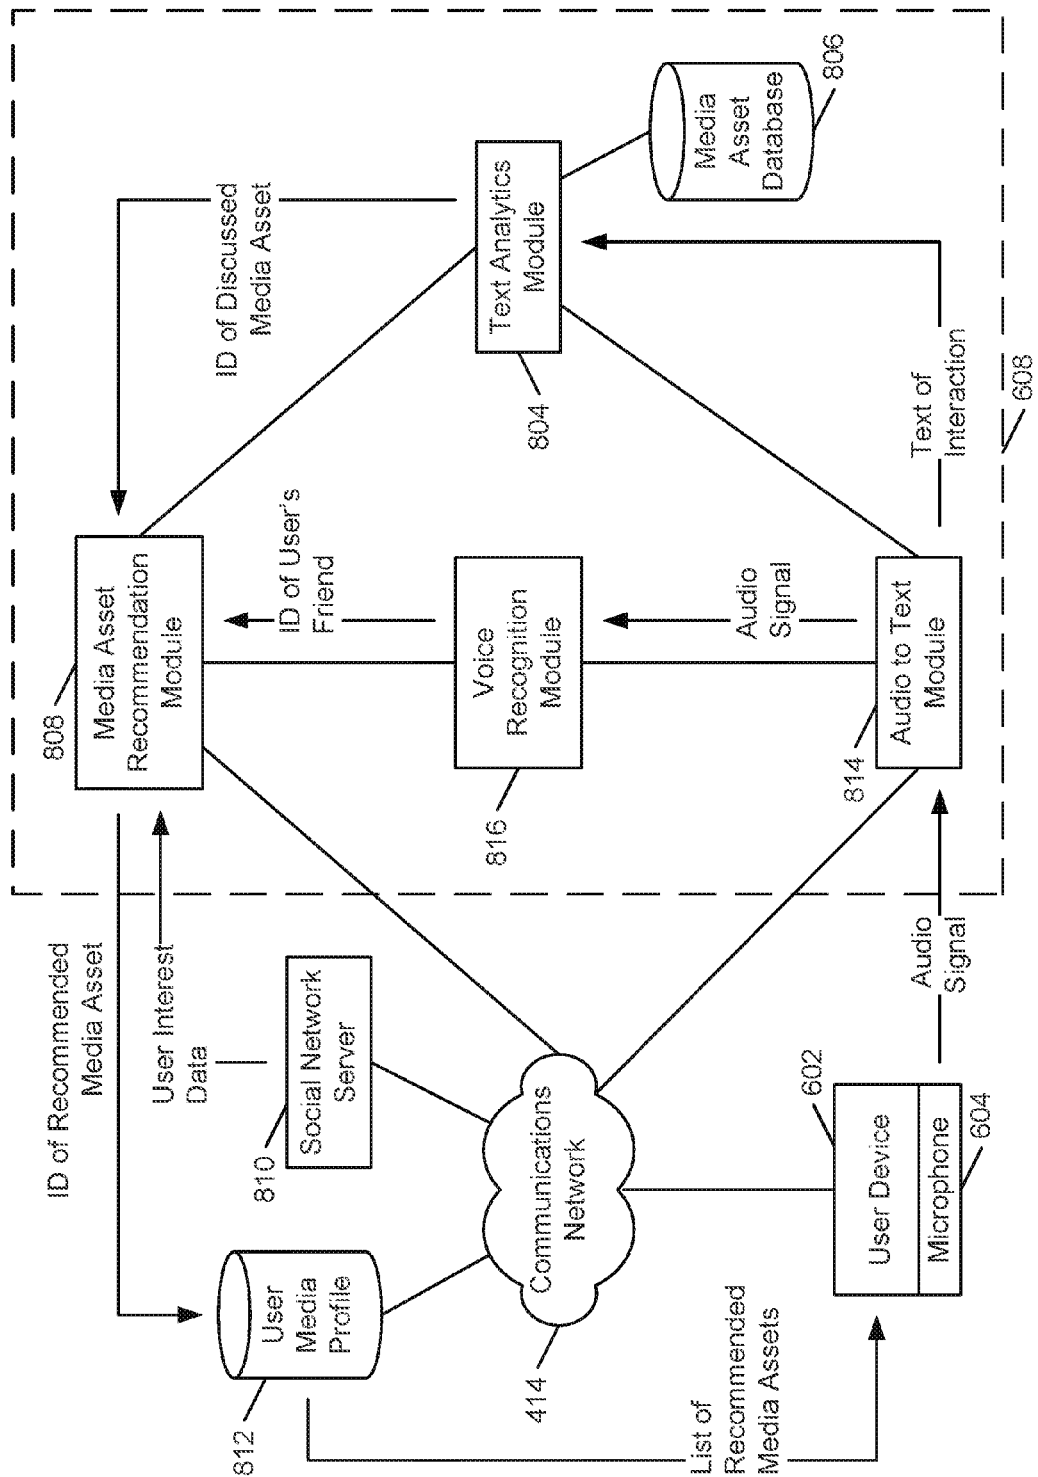 ID of Recommended
Media Asset
808
Media Asset
Recommendation
Module
ID of Discussed
Media Asset
User Interest
Data
812
User
Media
Profile
810
Social Network
Server
ID of User's
Friend
414
Communications
Network
816
Voice
Recognition
Module
804
Text Analytics
Module
Media
Asset
Database
806
List of
Recommended
Media Assets
602
User Device
Microphone
604
Audio
Signal
814
Audio to Text
Module
Audio
Signal
Text of
Interaction
608